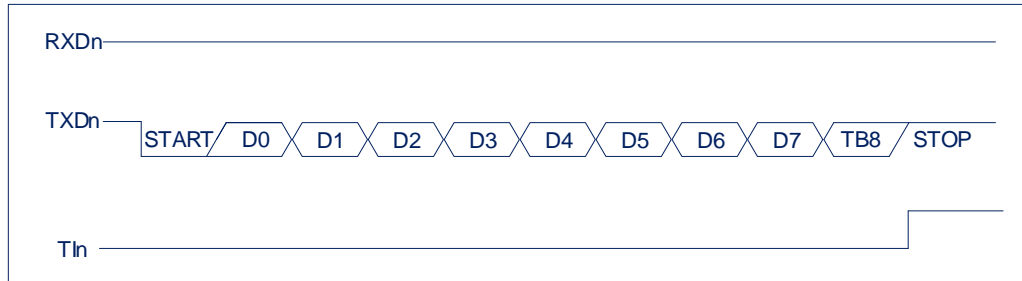 RXDn
TXDn
START D0 D1 D2 D3 D4 D5 D6 D7 TB8 STOP
TIn